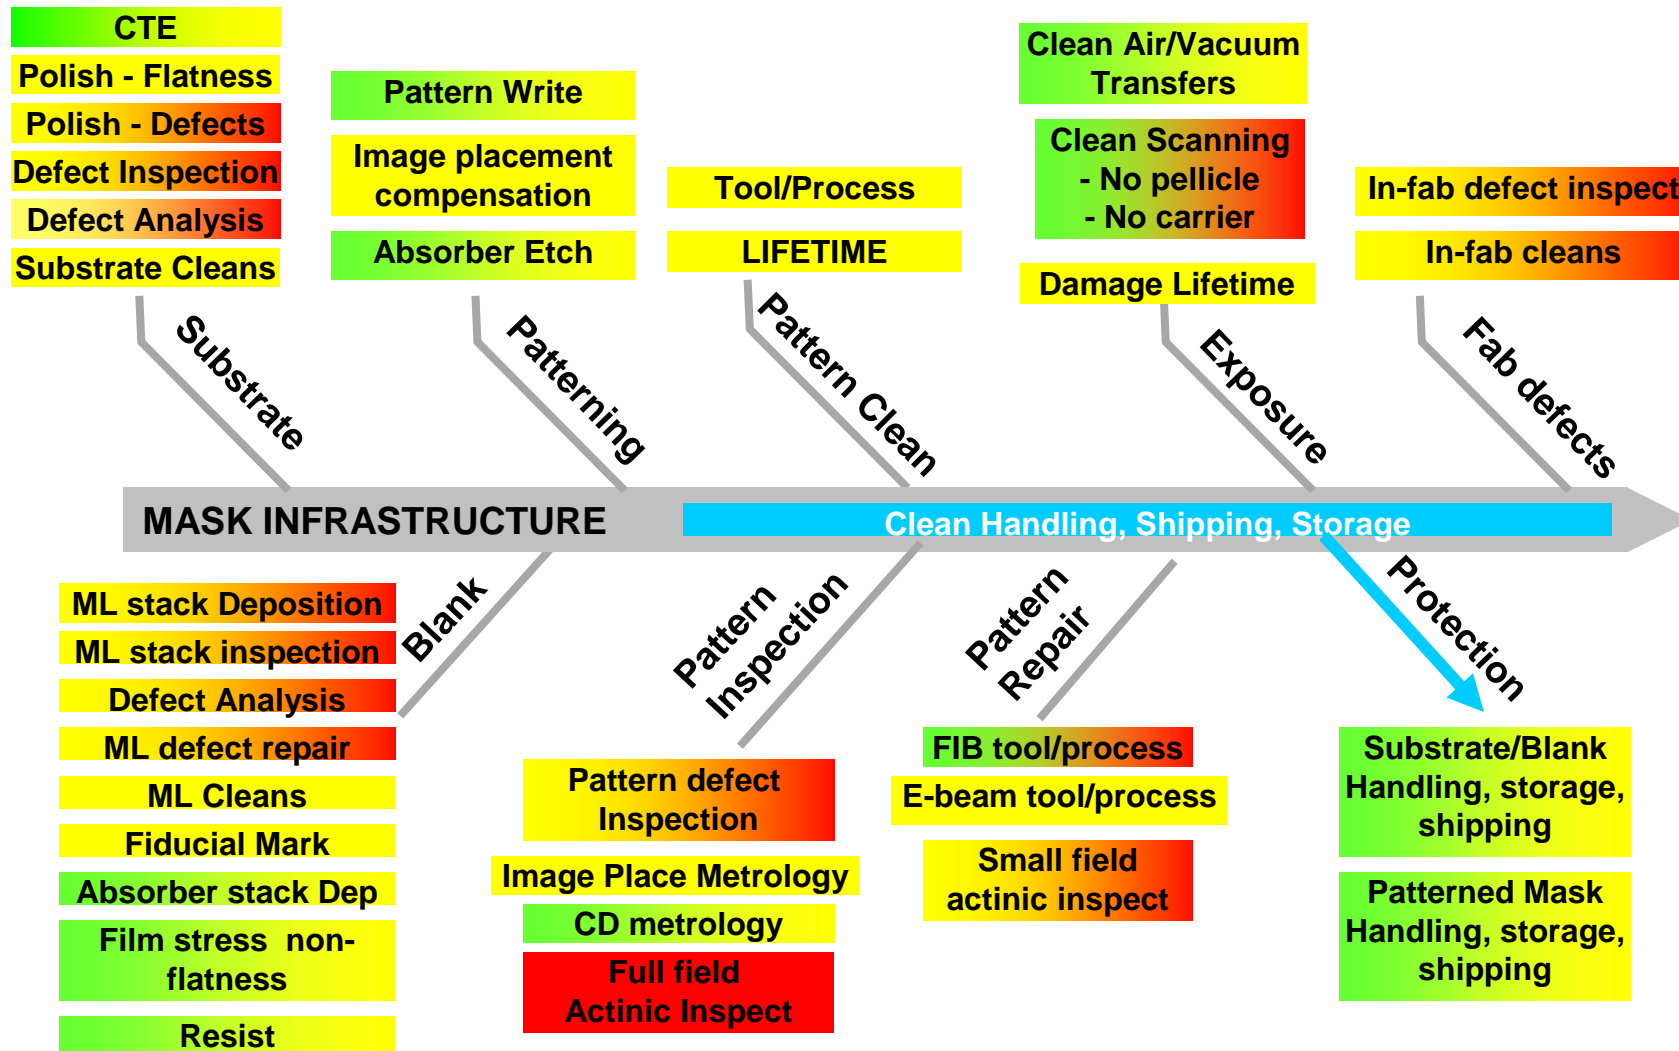 CTE
Polish - Flatness
Polish - Defects
Defect Inspection
Defect Analysis
Substrate Cleans
Substrate
Pattern Write
Image placement
compensation
Absorber Etch
Patterning
Tool/Process
LIFETIME
Pattern Clean
Clean Air/Vacuum
Transfers
Clean Scanning
- No pellicle
- No carrier
Damage Lifetime
Exposure
In-fab defect inspect
In-fab cleans
Fab defects
MASK INFRASTRUCTURE
Clean Handling, Shipping, Storage
ML stack Deposition
ML stack inspection
Defect Analysis
ML defect repair
ML Cleans
Fiducial Mark
Absorber stack Dep
Film stress non-
flatness
Resist
Blank
Pattern
Inspection
Pattern defect
Inspection
Image Place Metrology
CD metrology
Full field
Actinic Inspect
Pattern
Repair
FIB tool/process
E-beam tool/process
Small field
actinic inspect
Protection
Substrate/Blank
Handling, storage,
shipping
Patterned Mask
Handling, storage,
shipping